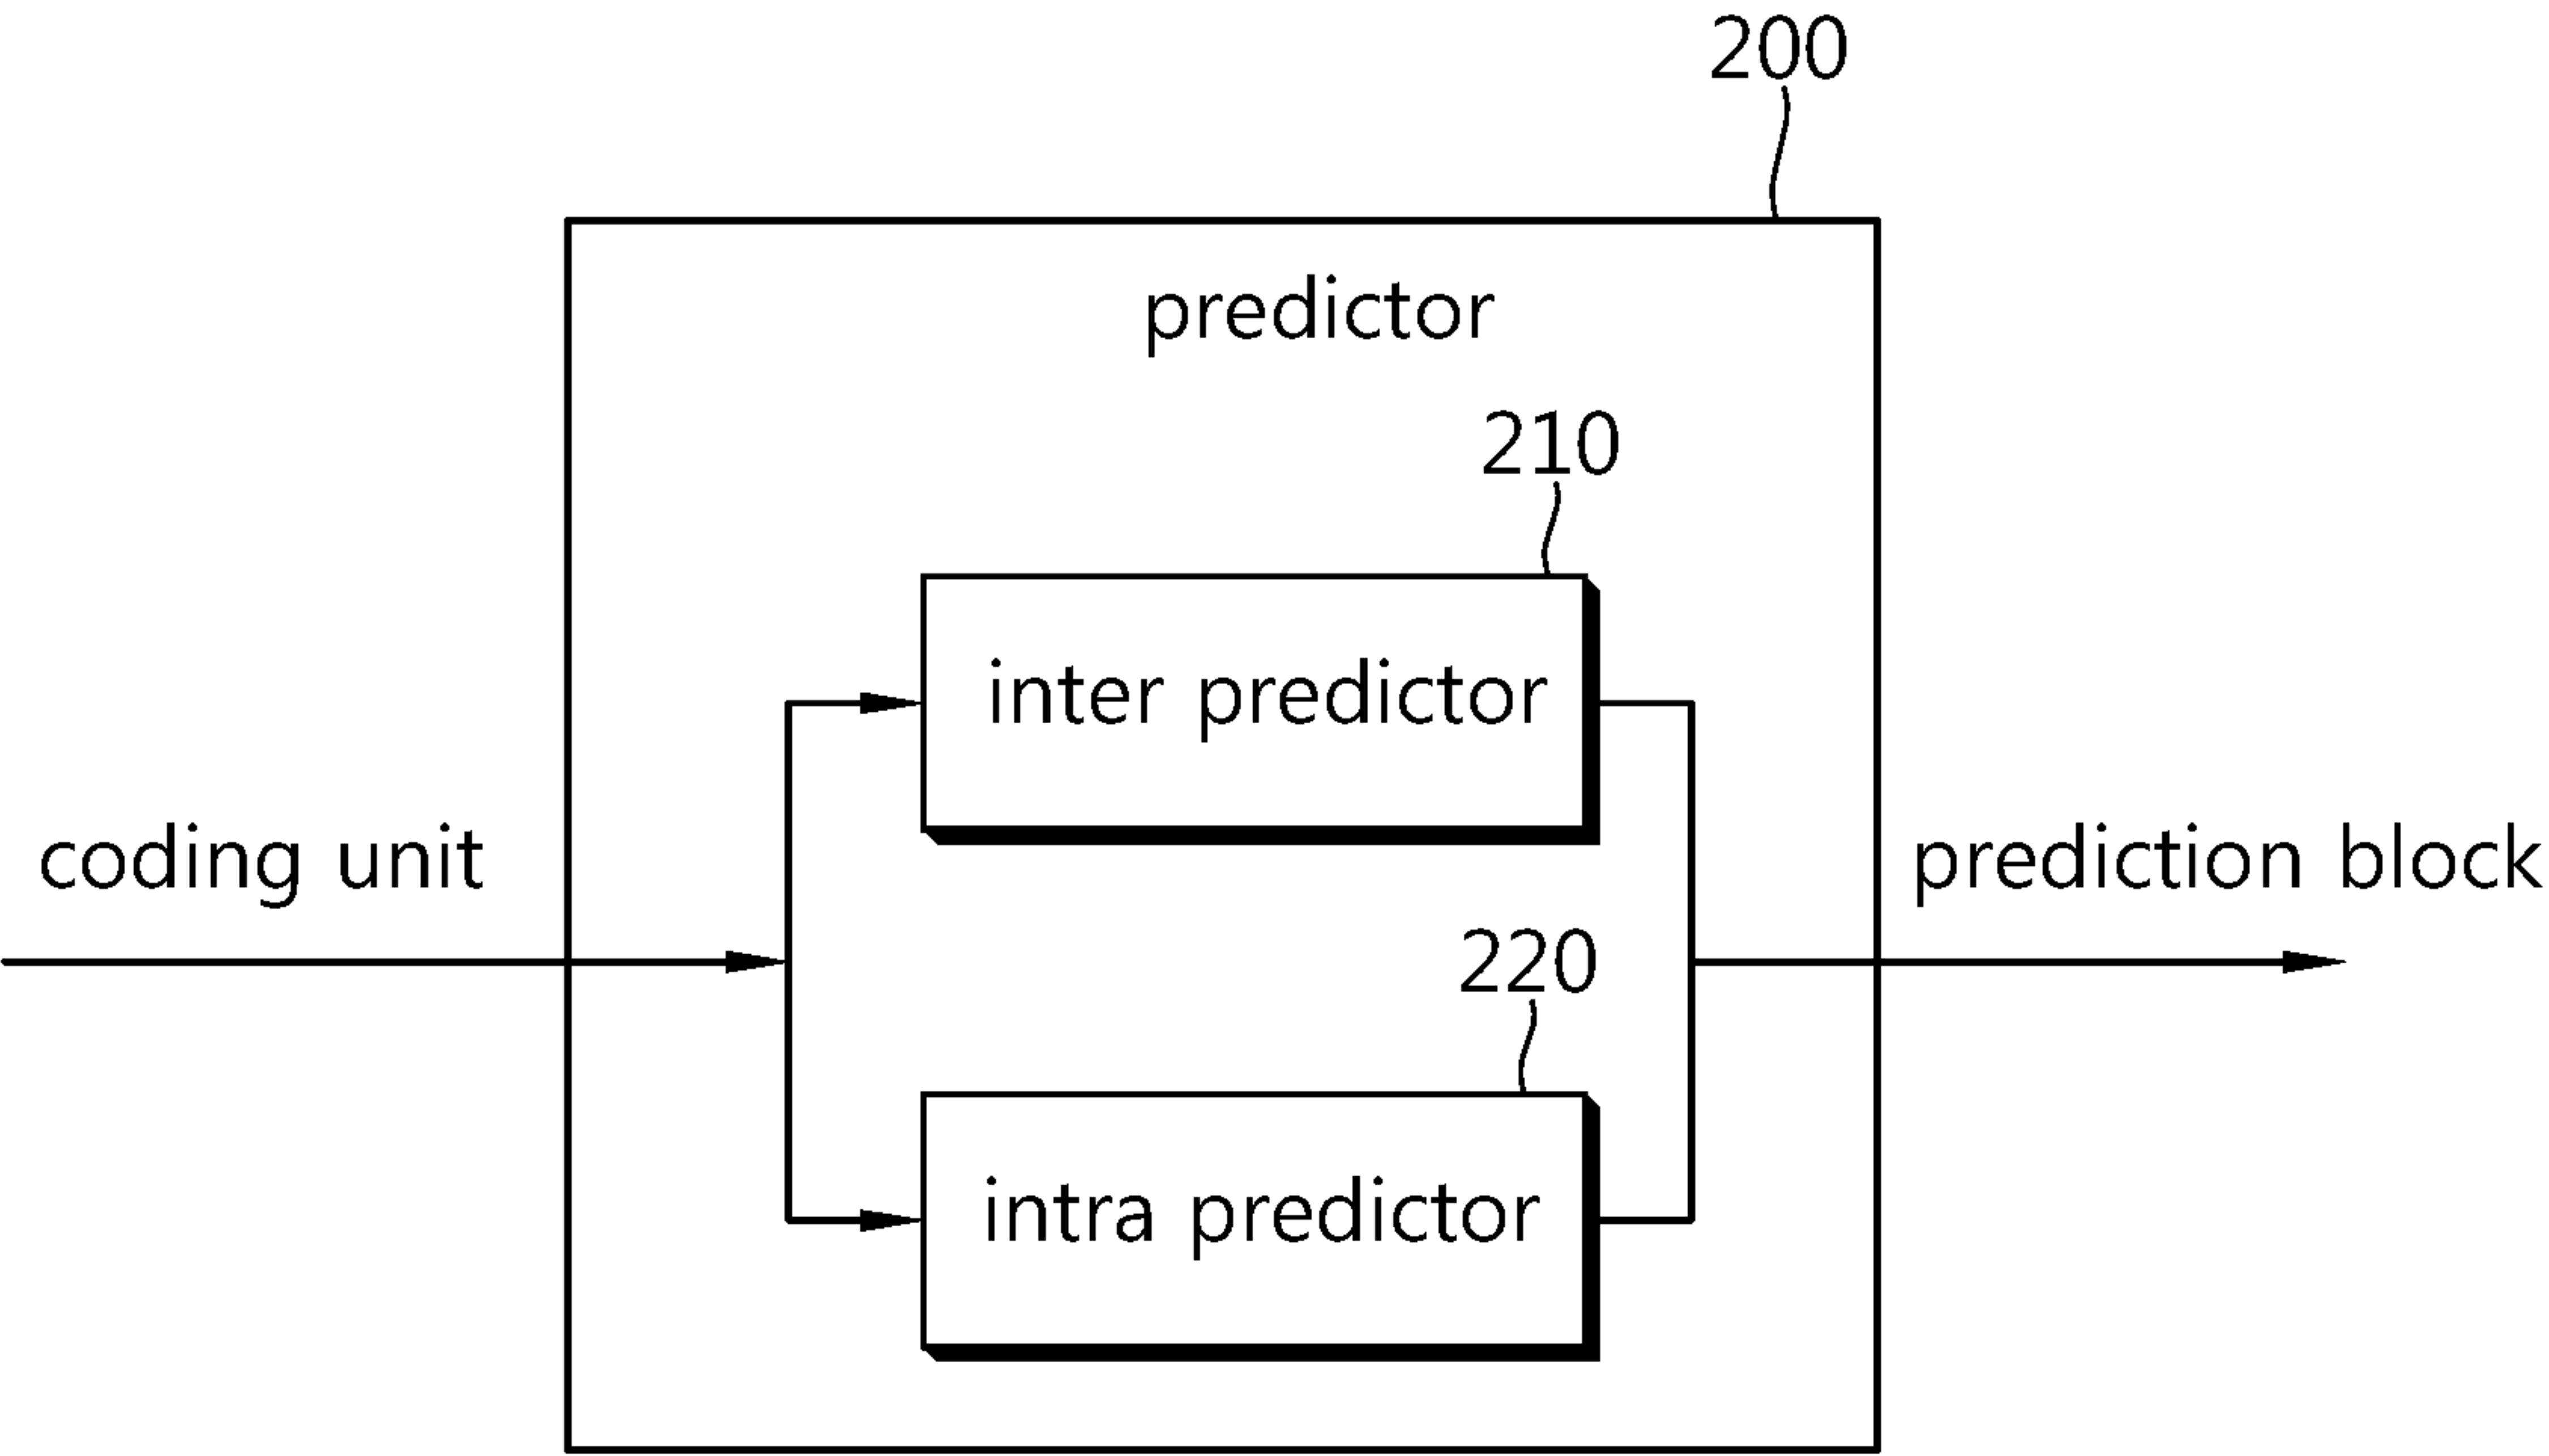 200
predictor
210
inter predictor
coding unit
prediction block
220
intra predictor